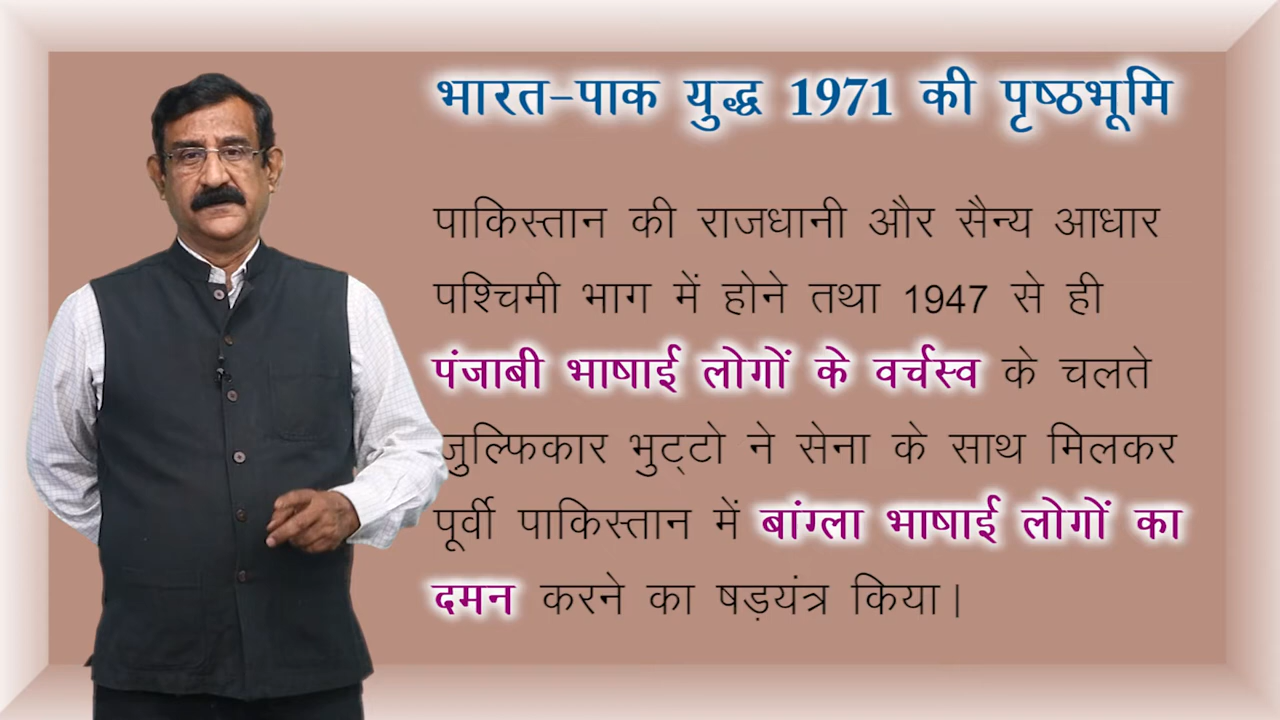 भारत-पाक युद्ध 1971 की पृष्ठभूमि
पाकिस्तान की राजधानी और सैन्य आधार
पश्चिमी भाग में होने तथा 1947 से ही
पंजाबी भाषाई लोगों के वर्चस्व के चलते
जुल्फिकार भुट्टो ने सेना के साथ मिलकर
पूर्वी पाकिस्तान में बांग्ला भाषाई लोगों का
दमन करने का षड़यंत्र किया।